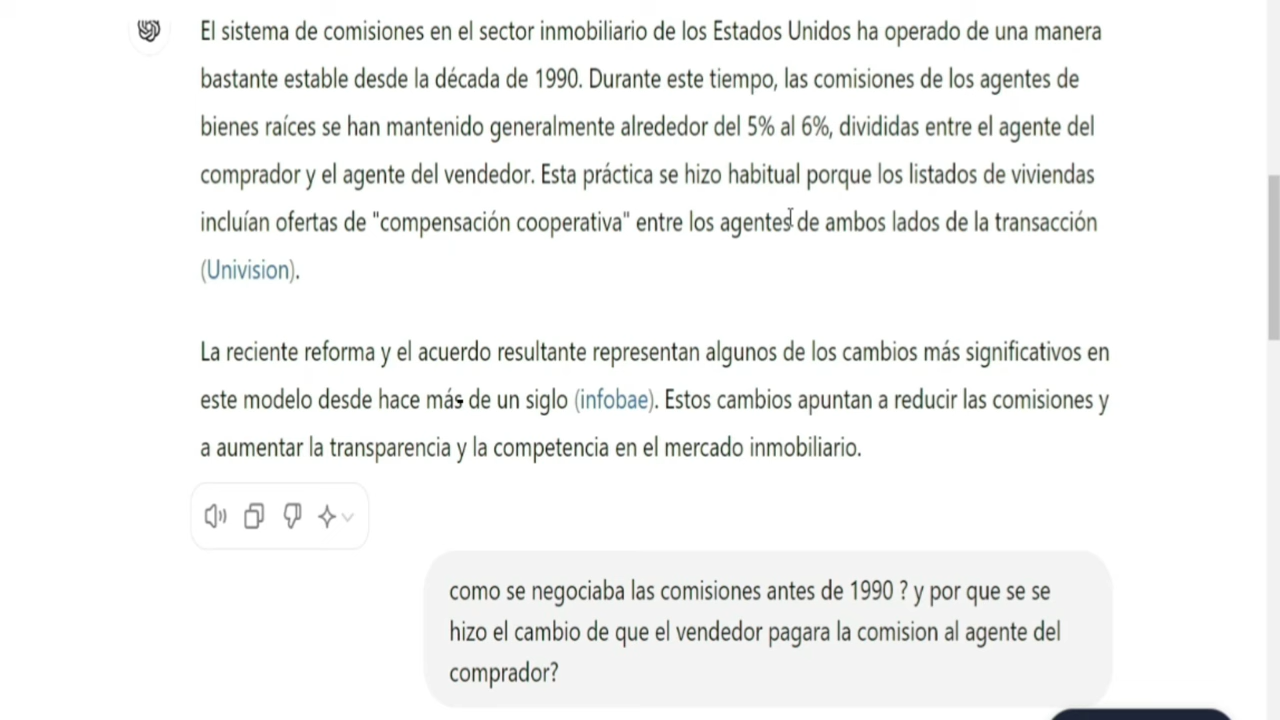 El sistema de comisiones en el sector inmobiliario de los Estados Unidos ha operado de una manera
bastante estable desde la década de 1990. Durante este tiempo, las comisiones de los agentes de
bienes raíces se han mantenido generalmente alrededor del 5% al 6%, divididas entre el agente del
comprador y el agente del vendedor. Esta práctica se hizo habitual porque los listados de viviendas
incluían ofertas de "compensación cooperativa" entre los agentes de ambos lados de la transacción
(Univision).
La reciente reforma y el acuerdo resultante representan algunos de los cambios más significativos en
este modelo desde hace más de un siglo (infobae). Estos cambios apuntan a reducir las comisiones y
a aumentar la transparencia y la competencia en el mercado inmobiliario.
como se negociaba las comisiones antes de 1990 ? y por que se se
hizo el cambio de que el vendedor pagara la comision al agente del
comprador?